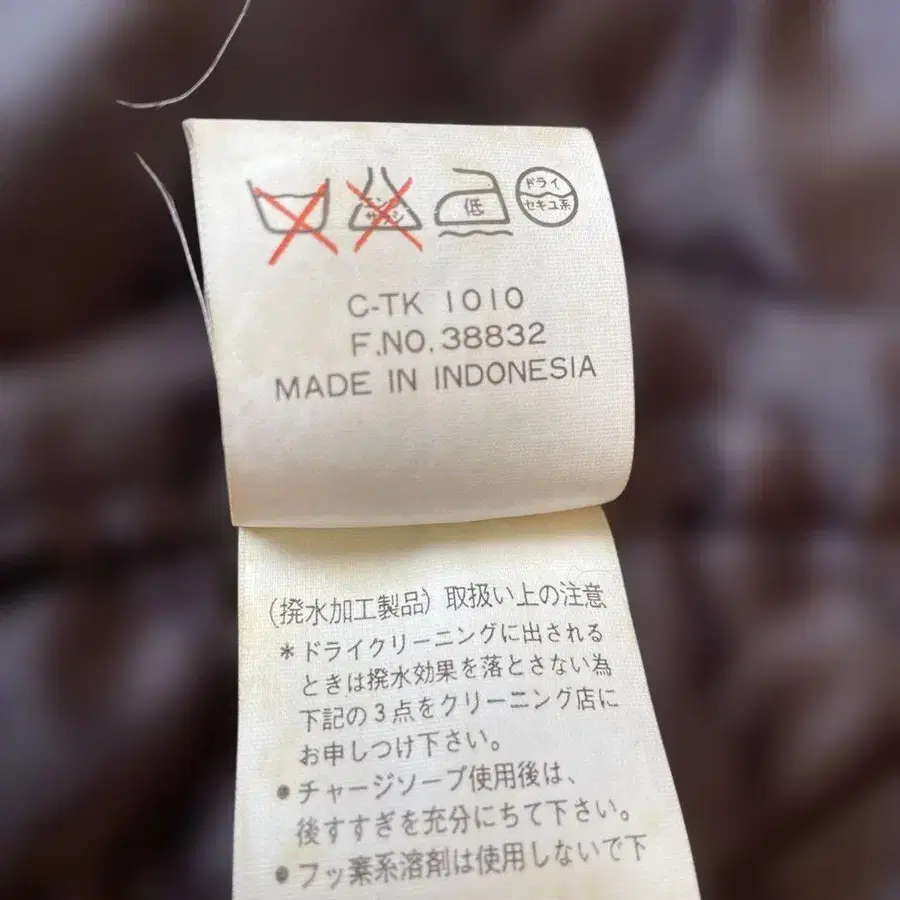 低
ドライ
セキユ系
C-TK 1010
F.NO.38832
MADE IN INDONESIA
(撥水加工製品)取扱い上の注意
*ドライクリーニングに出される
ときは撥水効果を落とさない為
下記の3点をクリーニング店に
お申しつけ下さい。
•チャージソープ使用後は、
後すすぎを充分にちて下さい。
•フッ素系溶剤は使用しないで下